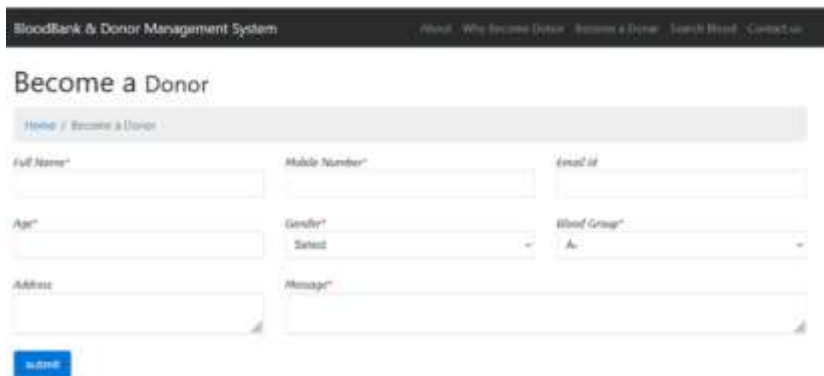 BloodBank & Donor Management System
About Why Become Donor Become a Donar Search Blood Contact us
Become a Donor
Home / Become a Donor
Full Name* Mobile Number* Email Id
Age* Gender* Blood Group*
Select A-
Address Message*
submit